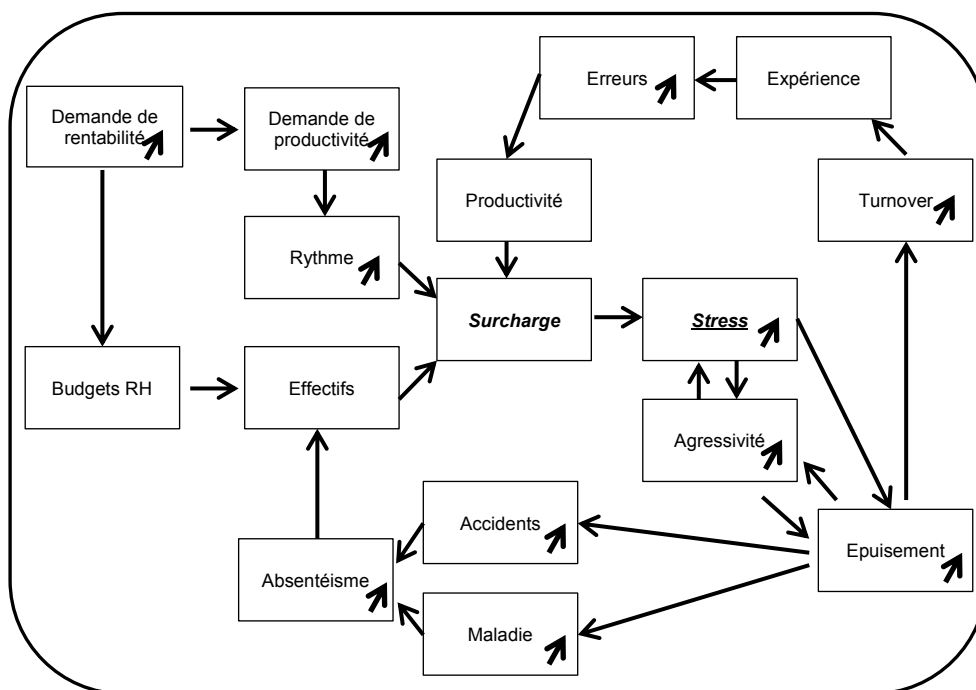 Erreurs
Expérience
Demande de
rentabilité
Demande de
productivité
Productivité
Turnover
Rythme
Surcharge
Stress
Budgets RH
Effectifs
Agressivité
Accidents
Epuisement
Absentéisme
Maladie